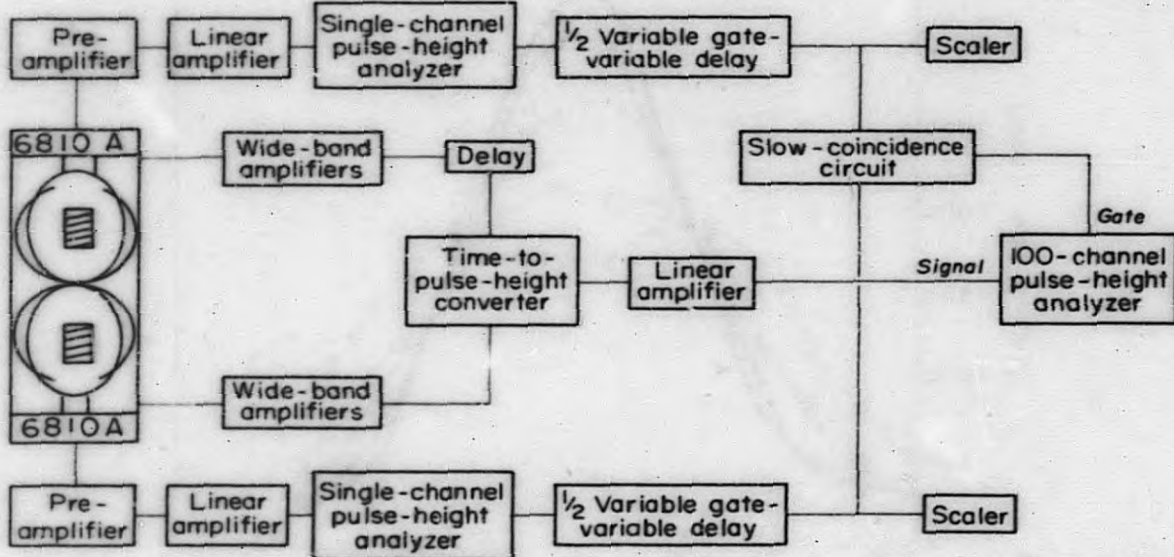 Pre-
amplifier
Linear
amplifier
Single-channel
pulse-height
analyzer
1/2 Variable gate-
variable delay
Scaler
6810 A
Wide-band
amplifiers
Delay
Slow-coincidence
circuit
Gate
Time-to-
pulse-height
converter
Linear
amplifier
Signal
100-channel
pulse-height
analyzer
Wide-band
amplifiers
6810A
Pre-
amplifier
Linear
amplifier
Single-channel
pulse-height
analyzer
1/2 Variable gate-
variable delay
Scaler